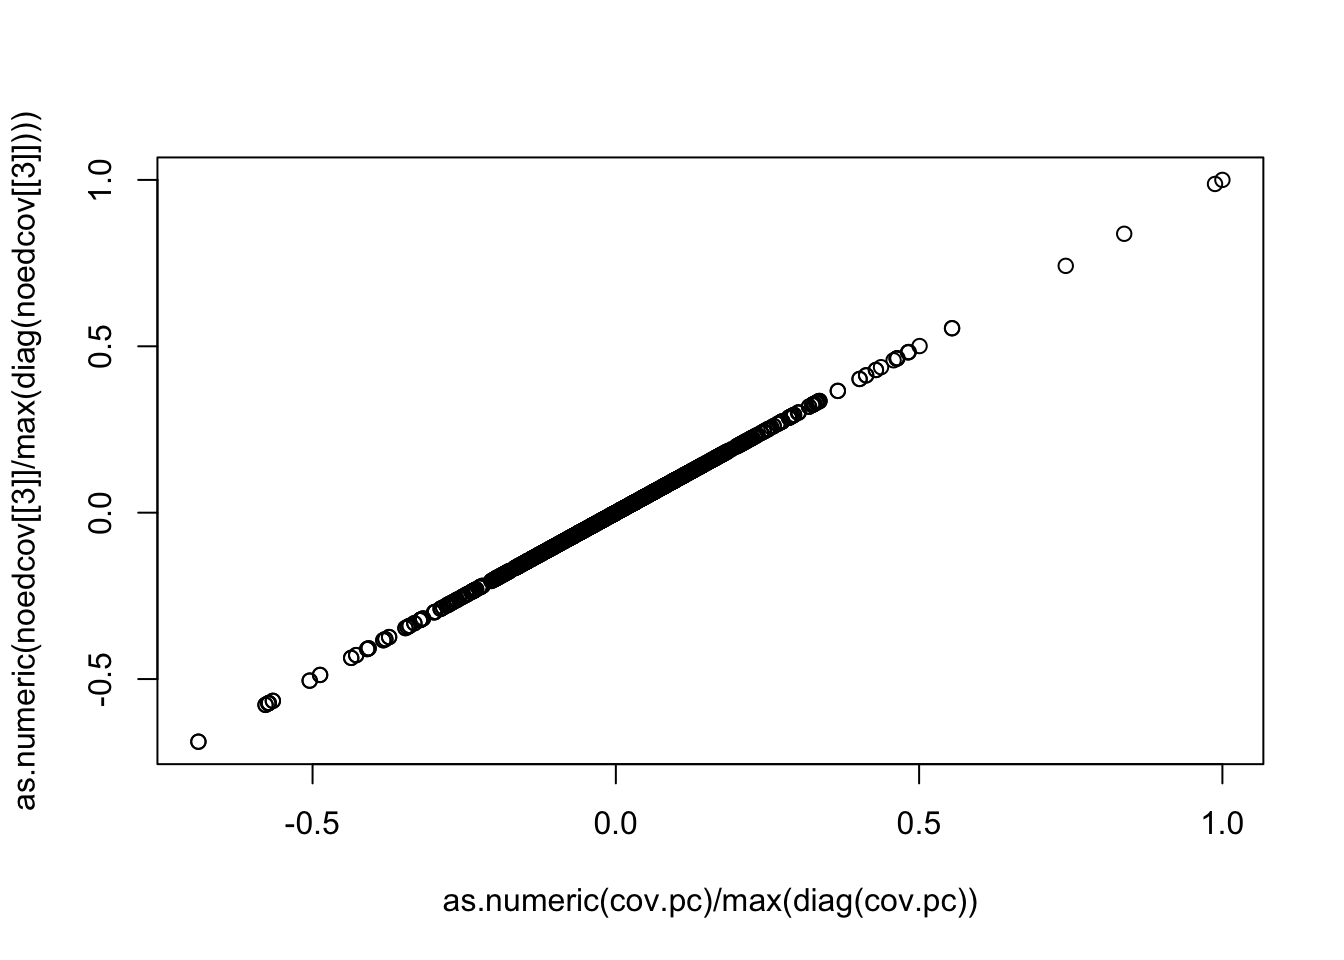 as.numeric(noedcov[[3]]/max(diag(noedcov[[3]])))
1.0
0.5
0.0
-0.5
-0.5 0.0 0.5 1.0
as.numeric(cov.pc)/max(diag(cov.pc))